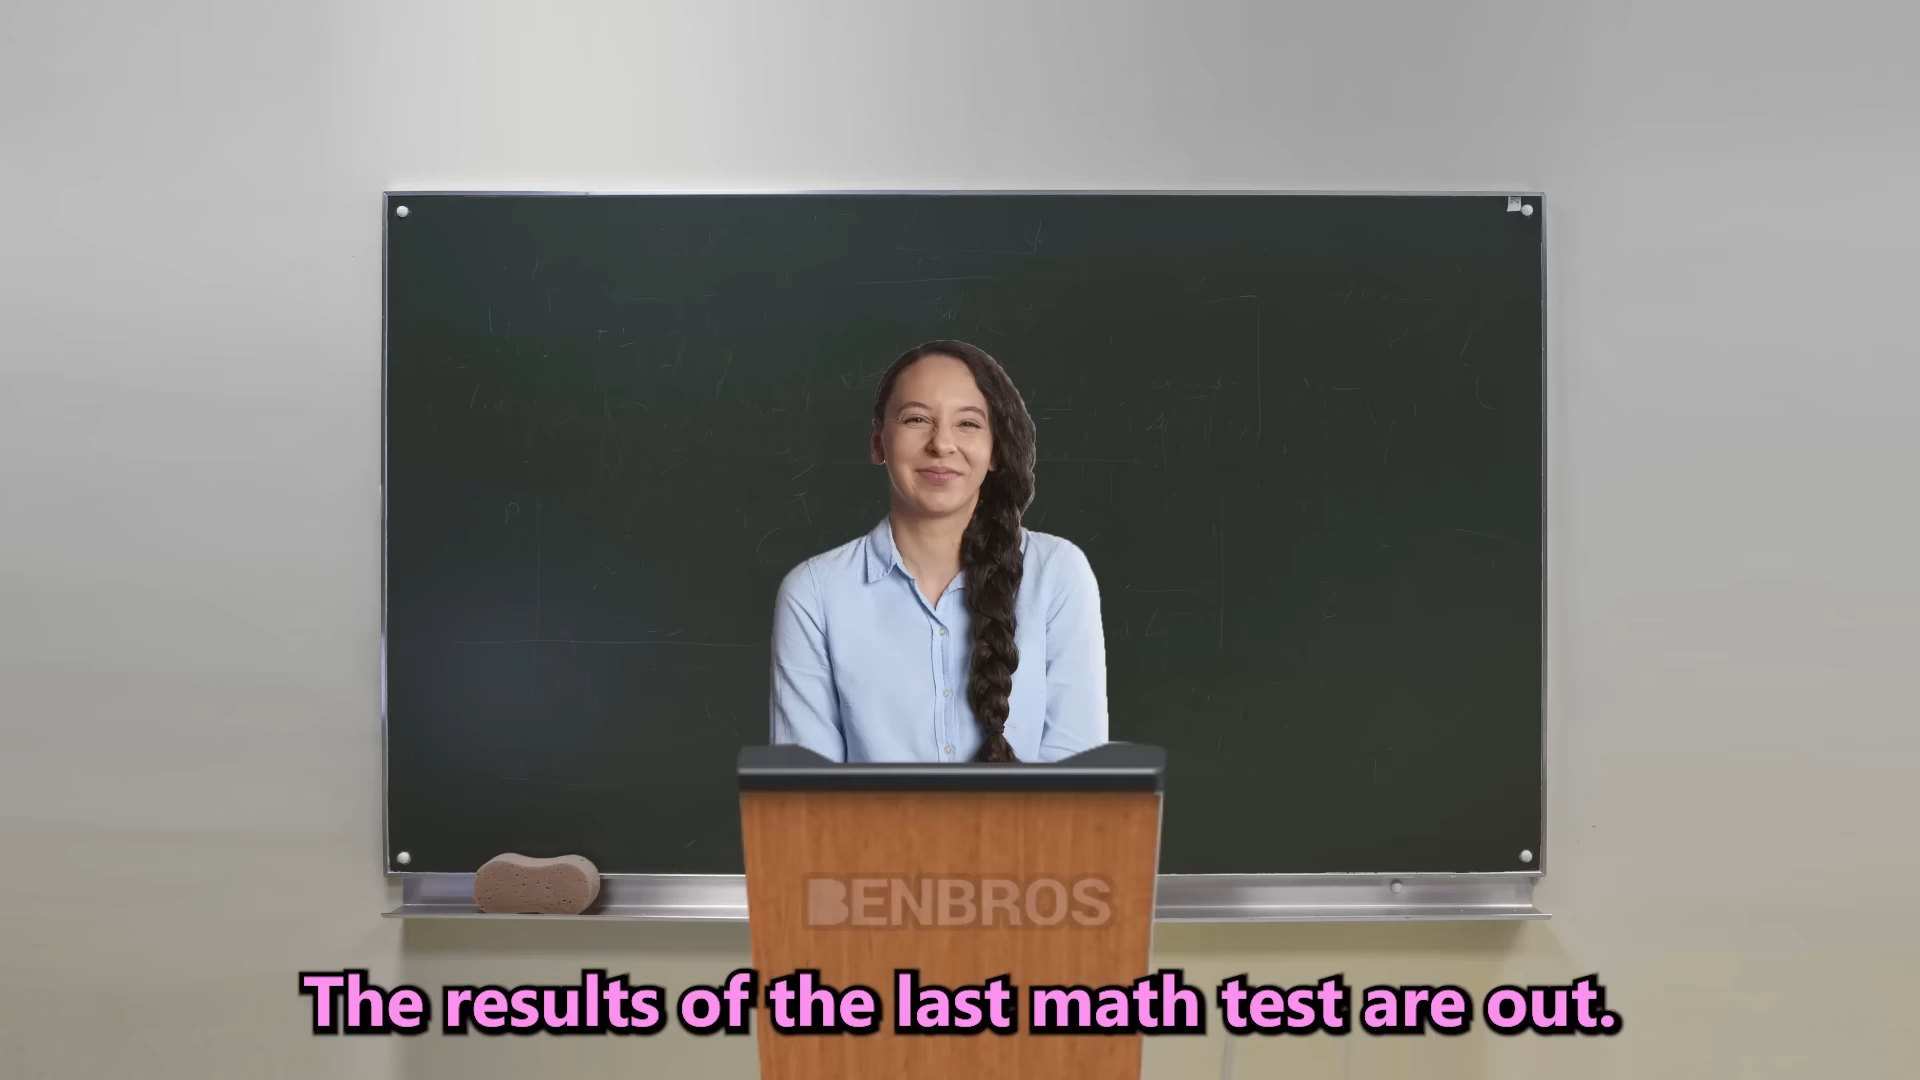 BENBROS
The results of the last math test are out.